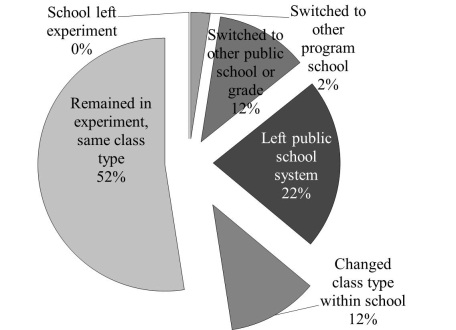 School left
experiment
0%
Switched to
other
program
school
2%
Switched to
other public
school or
grade
12%
Remained in
experiment,
same class
type
52%
Left public
school
system
22%
Changed
class type
within school
12%